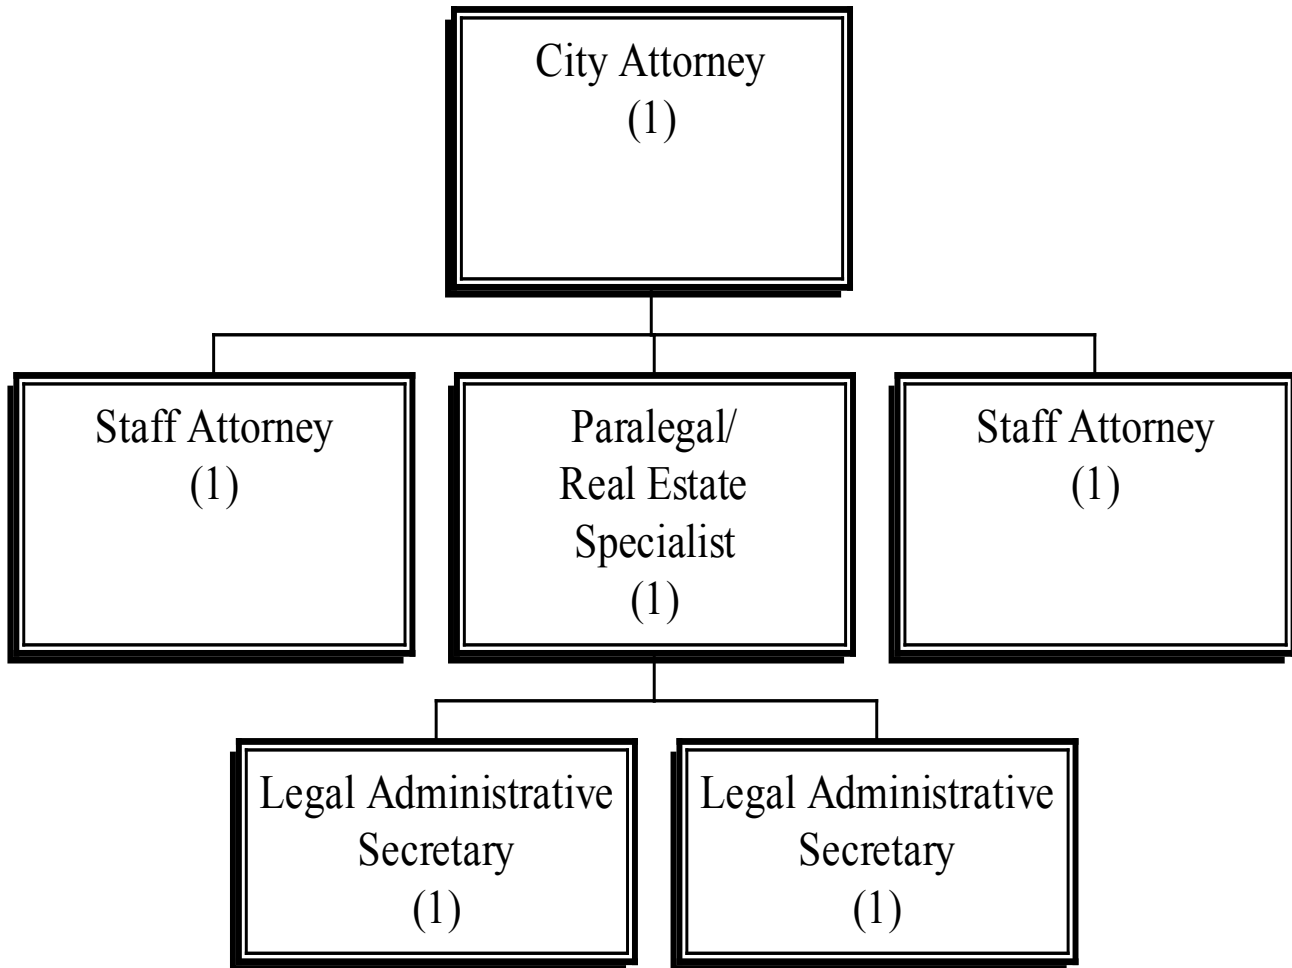 City Attorney
(1)
Staff Attorney
(1)
Paralegal/
Real Estate
Specialist
(1)
Staff Attorney
(1)
Legal Administrative
Secretary
(1)
Legal Administrative
Secretary
(1)